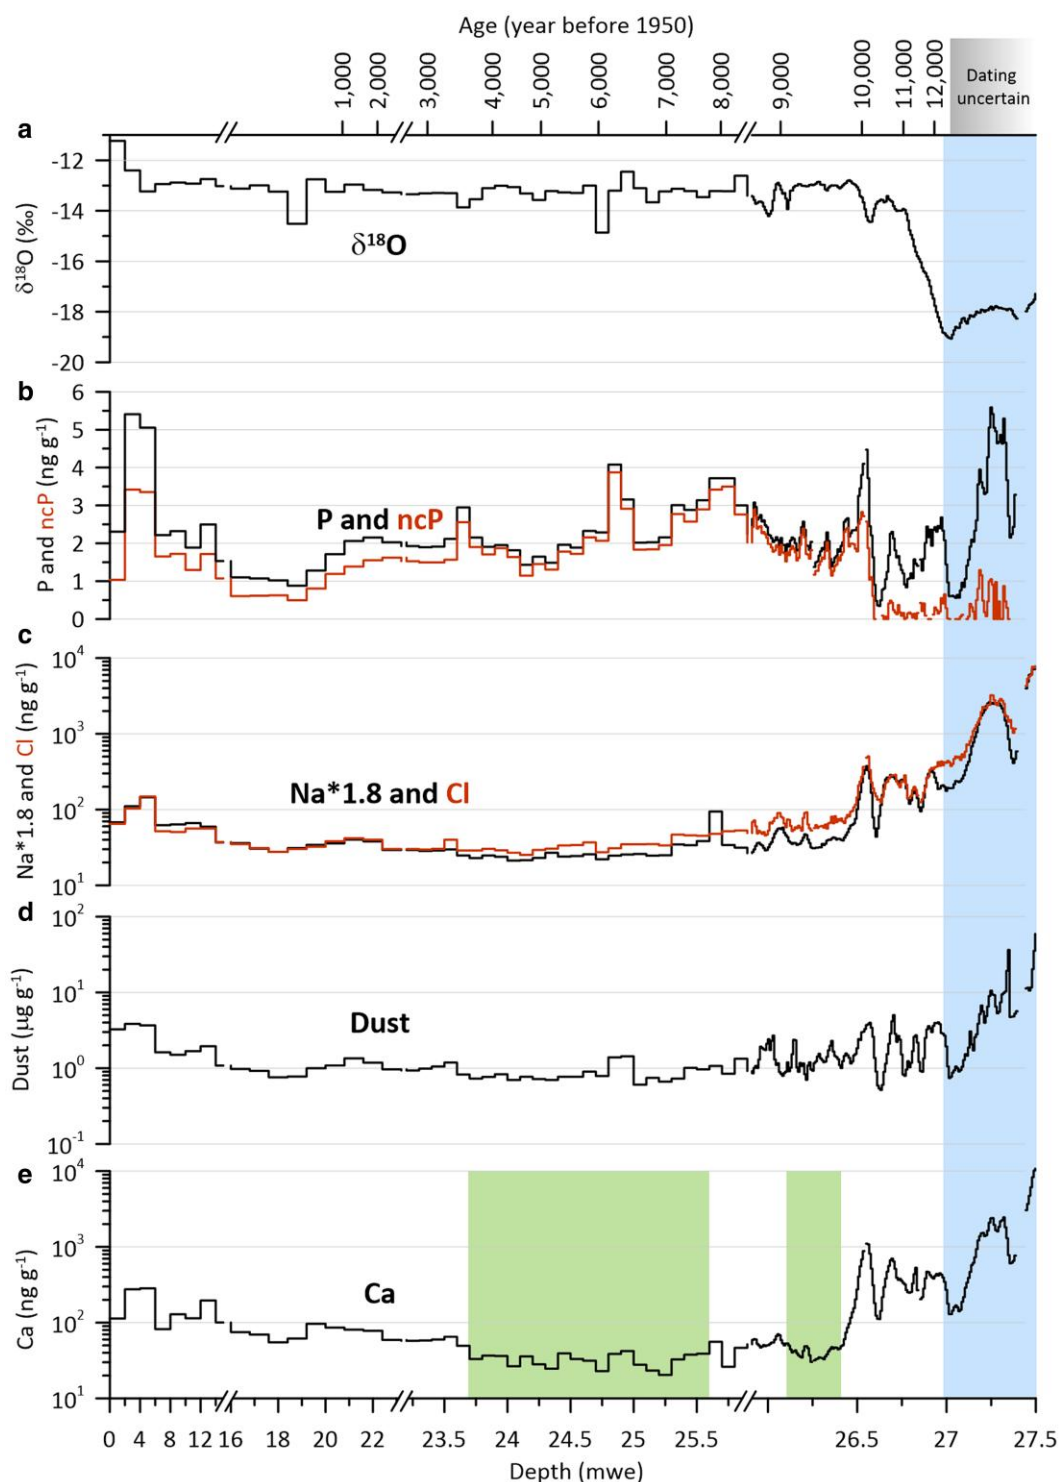 Age (year before 1950)
1,000 2,000 3,000 4,000 5,000 6,000 7,000 8,000 9,000 10,000 11,000 12,000
Dating
uncertain
a
-12
-14
-16
-18
-20
δ¹⁸O (‰)
δ¹⁸O
b
6
5
4
3
2
1
0
P and ncP (ng g⁻¹)
P and ncP
c
10⁴
10³
10²
10¹
Na*1.8 and Cl (ng g⁻¹)
Na*1.8 and Cl
d
10²
10¹
10⁰
10⁻¹
Dust (µg g⁻¹)
Dust
e
10⁴
10³
10²
10¹
Ca (ng g⁻¹)
Ca
0 4 8 12 16 20 22 23.5 24 24.5 25 25.5 26.5 27 27.5
Depth (mwe)